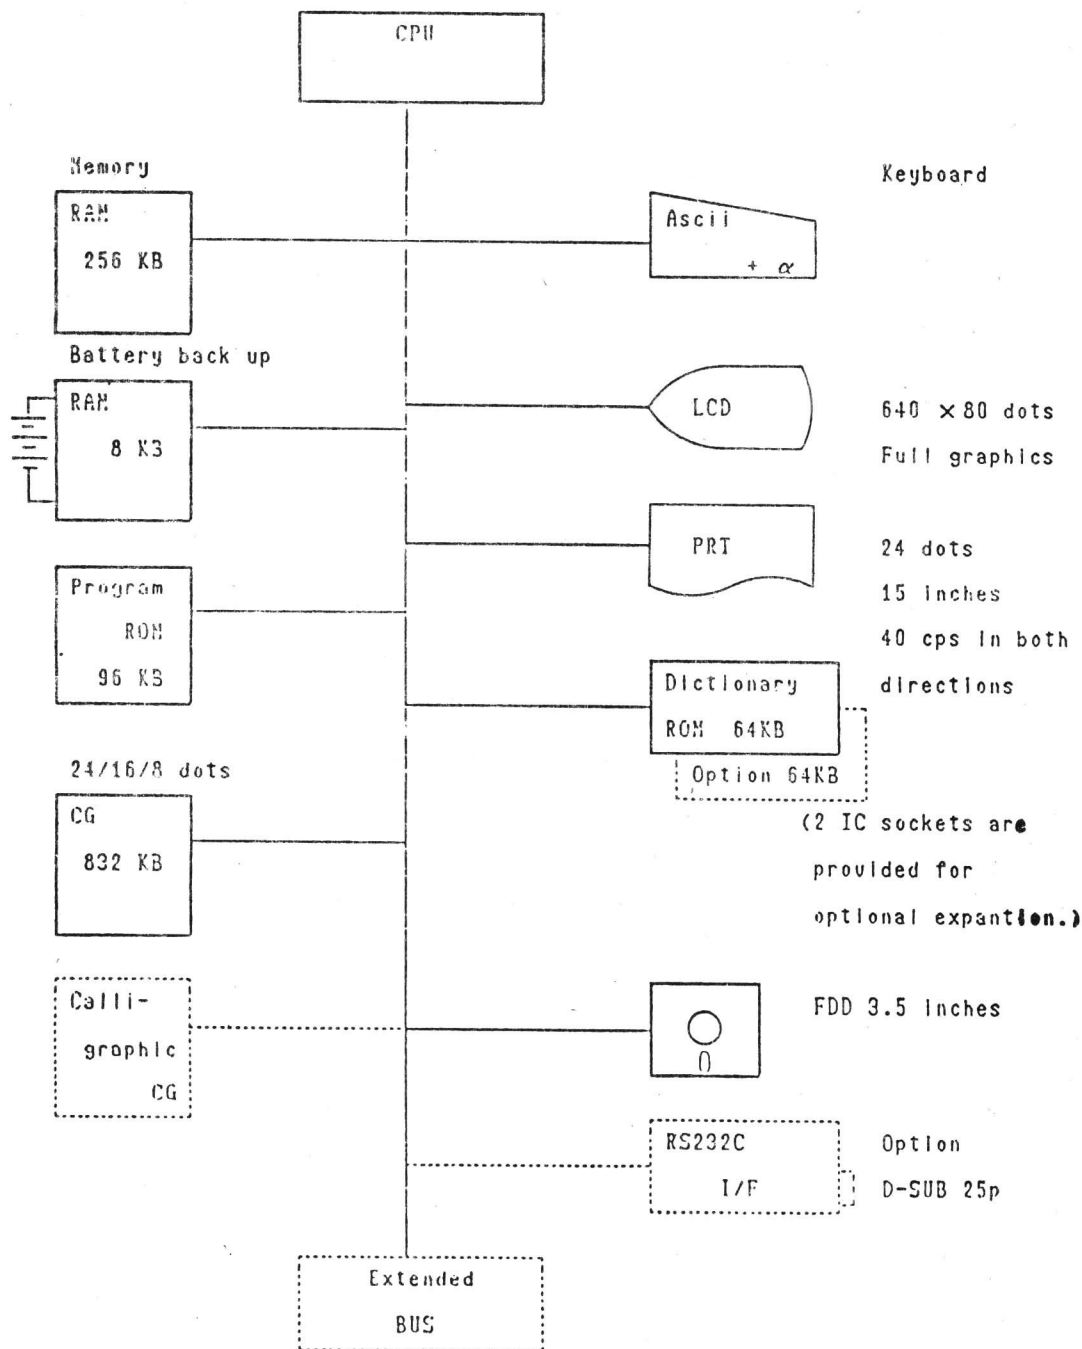 CPU
Memory
RAM
256 KB
Keyboard
Ascii
+ α
Battery back up
RAM
8 KB
LCD
640 × 80 dots
Full graphics
PRT
24 dots
15 inches
40 cps in both
directions
Program
ROM
96 KB
Dictionary
ROM 64KB
Option 64KB
(2 IC sockets are
provided for
optional expantion.)
24/16/8 dots
CG
832 KB
Calli-
graphic
CG
FDD 3.5 inches
RS232C
I/F
Option
D-SUB 25p
Extended
BUS